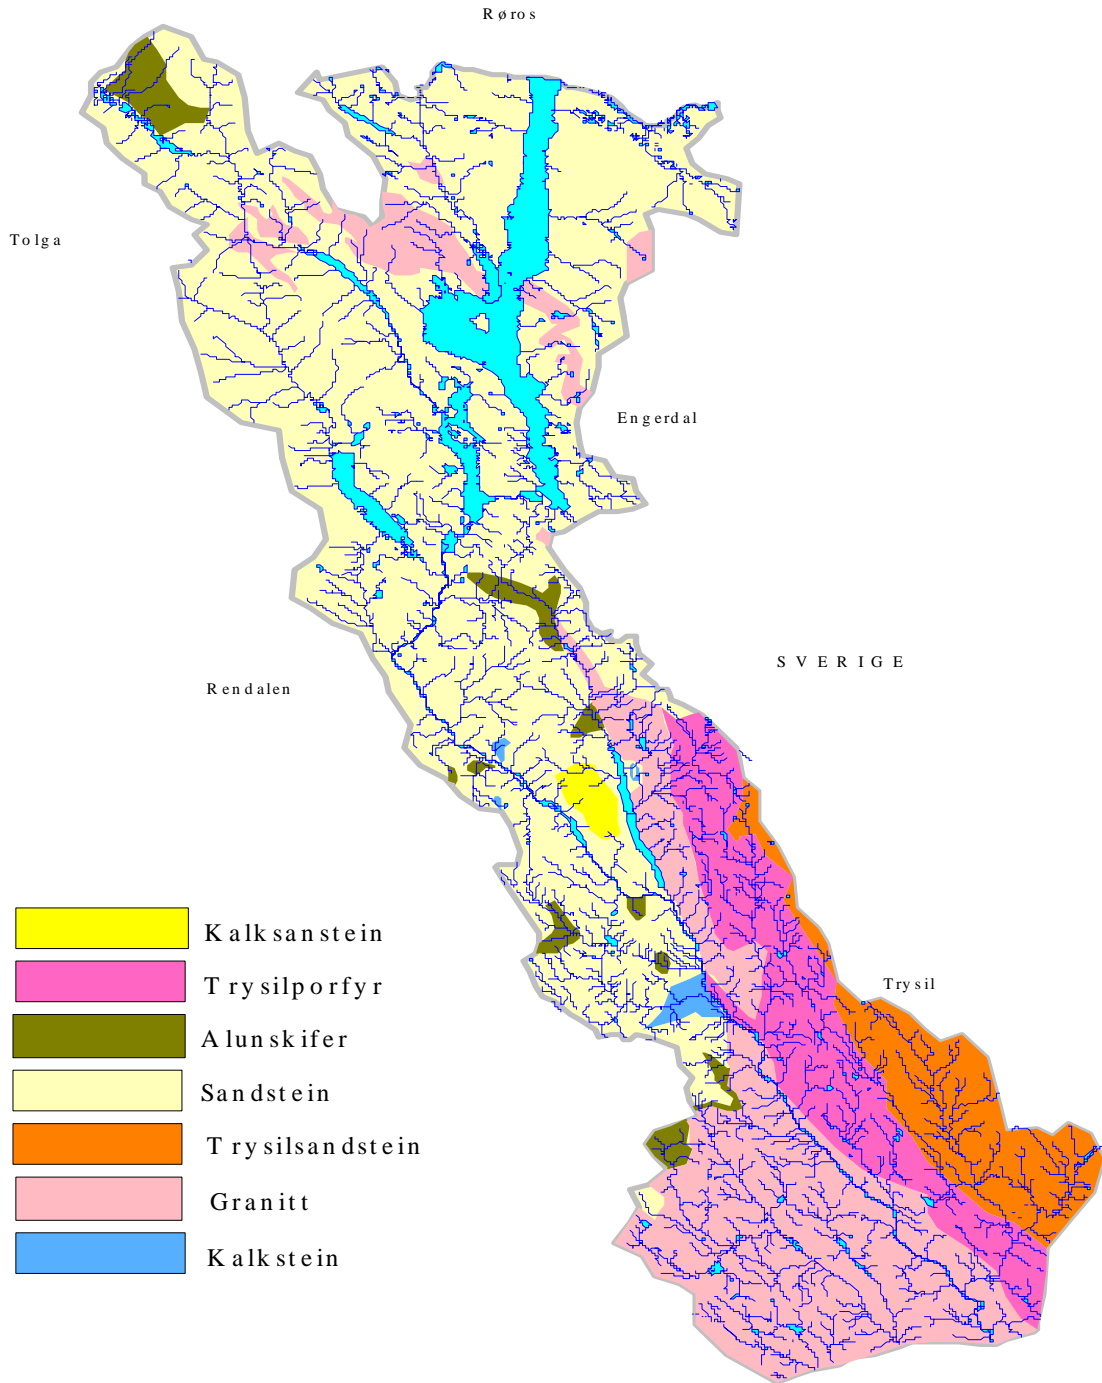 Røros
Tolga
Engerdal
SVERIGE
Rendalen
Trysil
Kalksanstein
Trysilporfyr
Alunskifer
Sandstein
Trysilsandstein
Granitt
Kalkstein